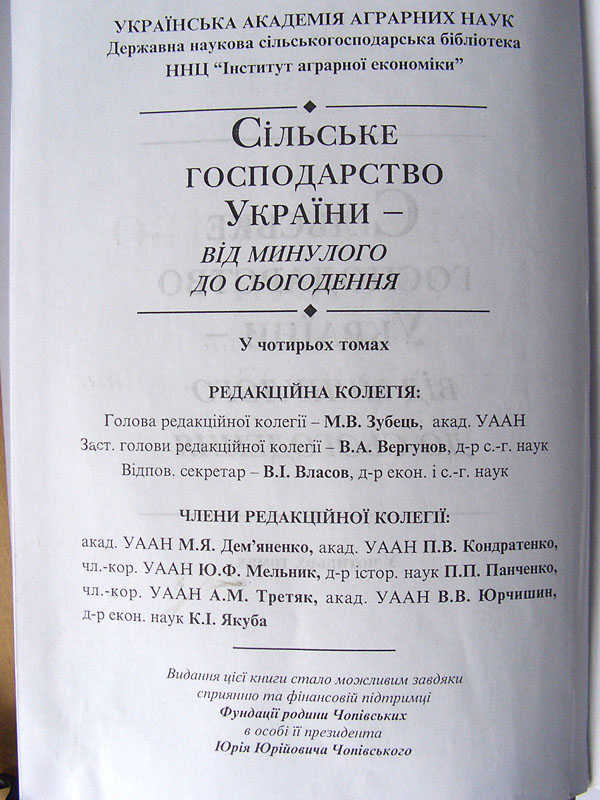 УКРАЇНСЬКА АКАДЕМІЯ АГРАРНИХ НАУК
Державна наукова сільськогосподарська бібліотека
ННЦ “Інститут аграрної економіки”
СІЛЬСЬКЕ
ГОСПОДАРСТВО
УКРАЇНИ –
ВІД МИНУЛОГО
ДО СЬОГОДЕННЯ
У чотирьох томах
РЕДАКЦІЙНА КОЛЕГІЯ:
Голова редакційної колегії – М.В. Зубець, акад. УААН
Заст. голови редакційної колегії – В.А. Вергунов, д-р с.-г. наук
Відпов. секретар – В.І. Власов, д-р екон. і с.-г. наук
ЧЛЕНИ РЕДАКЦІЙНОЇ КОЛЕГІЇ:
акад. УААН М.Я. Дем’яненко, акад. УААН П.В. Кондратенко,
чл.-кор. УААН Ю.Ф. Мельник, д-р істор. наук П.П. Панченко,
чл.-кор. УААН А.М. Третяк, акад. УААН В.В. Юрчишин,
д-р екон. наук К.І. Якуба
Видання цієї книги стало можливим завдяки
сприянню та фінансовій підтримці
Фундації родини Чопівських
в особі її президента
Юрія Юрійовича Чопівського